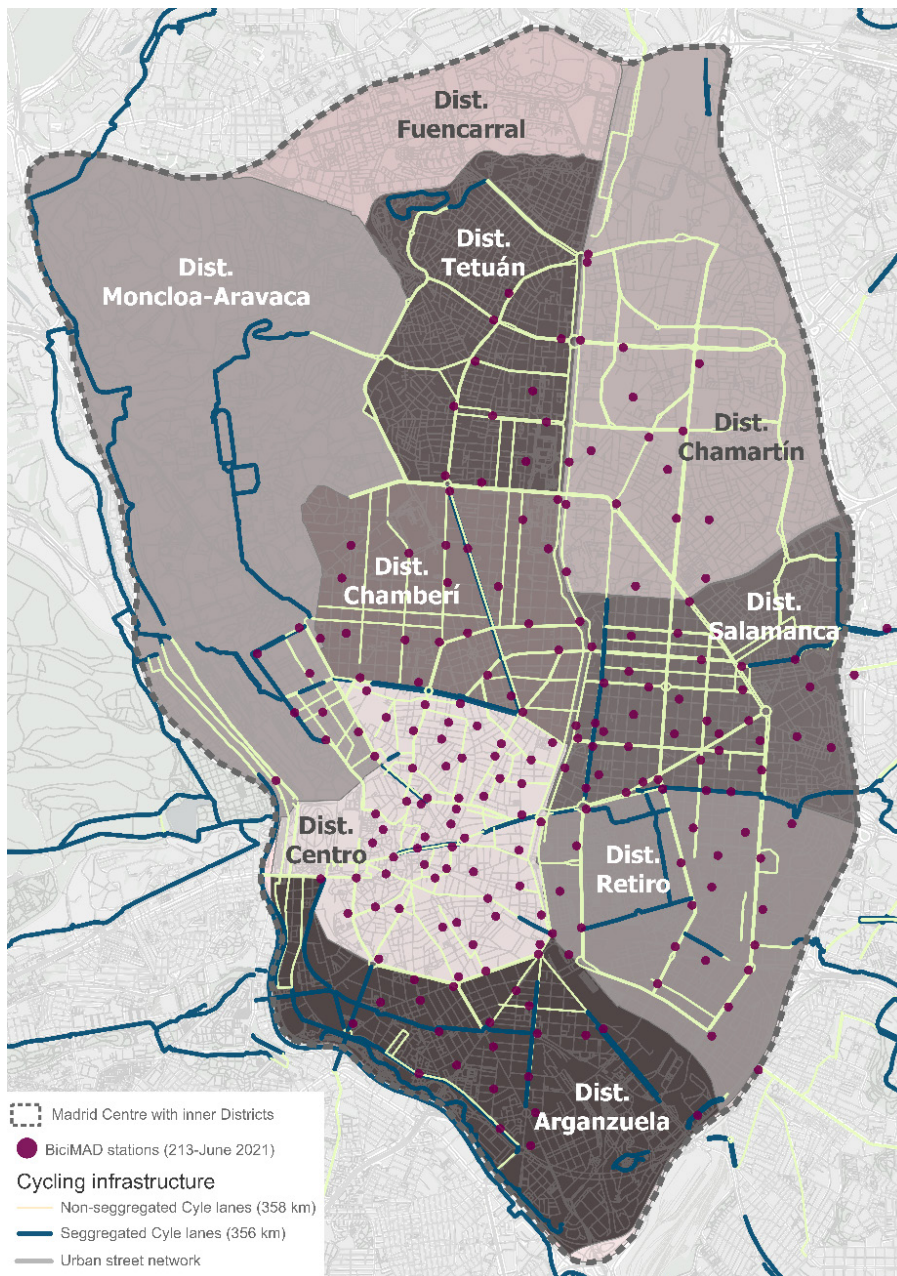 Dist.
Fuencarral
Dist.
Tetuán
Dist.
Moncloa-Aravaca
Dist.
Chamartín
Dist.
Chamberí
Dist.
Salamanca
Dist.
Centro
Dist.
Retiro
Dist.
Arganzuela
Madrid Centre with inner Districts
BiciMAD stations (213-June 2021)
Cycling infrastructure
Non-seggregated Cyle lanes (358 km)
Seggregated Cyle lanes (356 km)
Urban street network